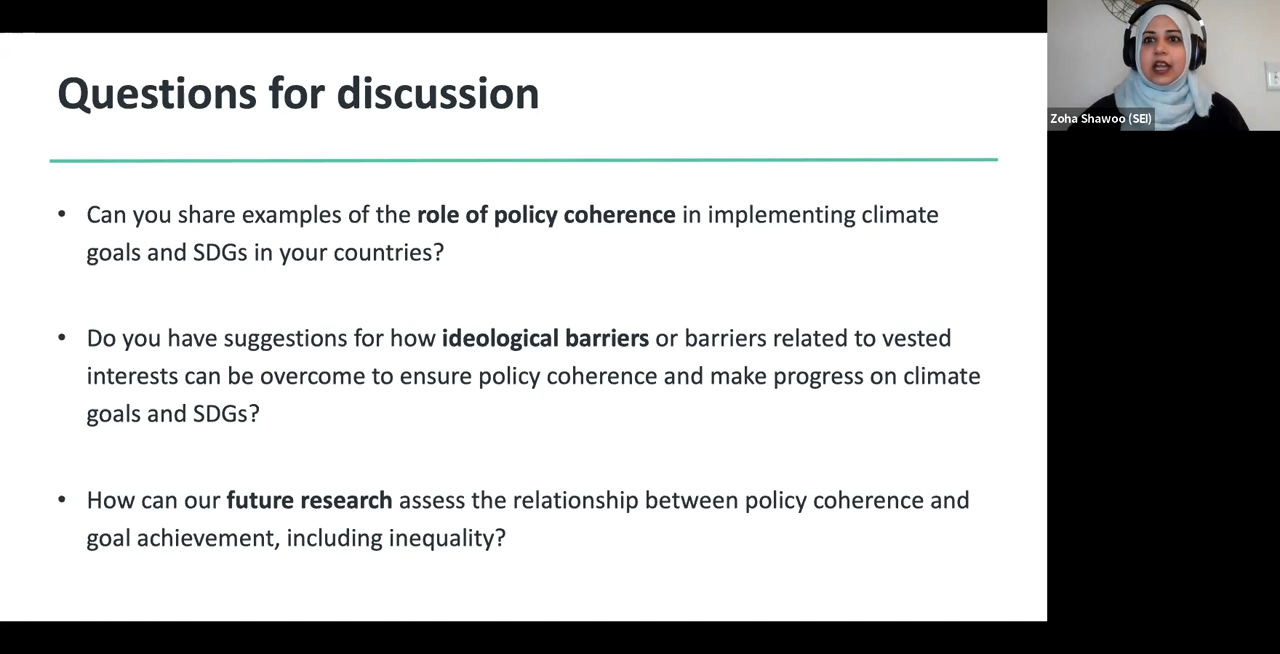 Questions for discussion
• Can you share examples of the role of policy coherence in implementing climate
goals and SDGs in your countries?
• Do you have suggestions for how ideological barriers or barriers related to vested
interests can be overcome to ensure policy coherence and make progress on climate
goals and SDGs?
• How can our future research assess the relationship between policy coherence and
goal achievement, including inequality?
Zoha Shawoo (SEI)